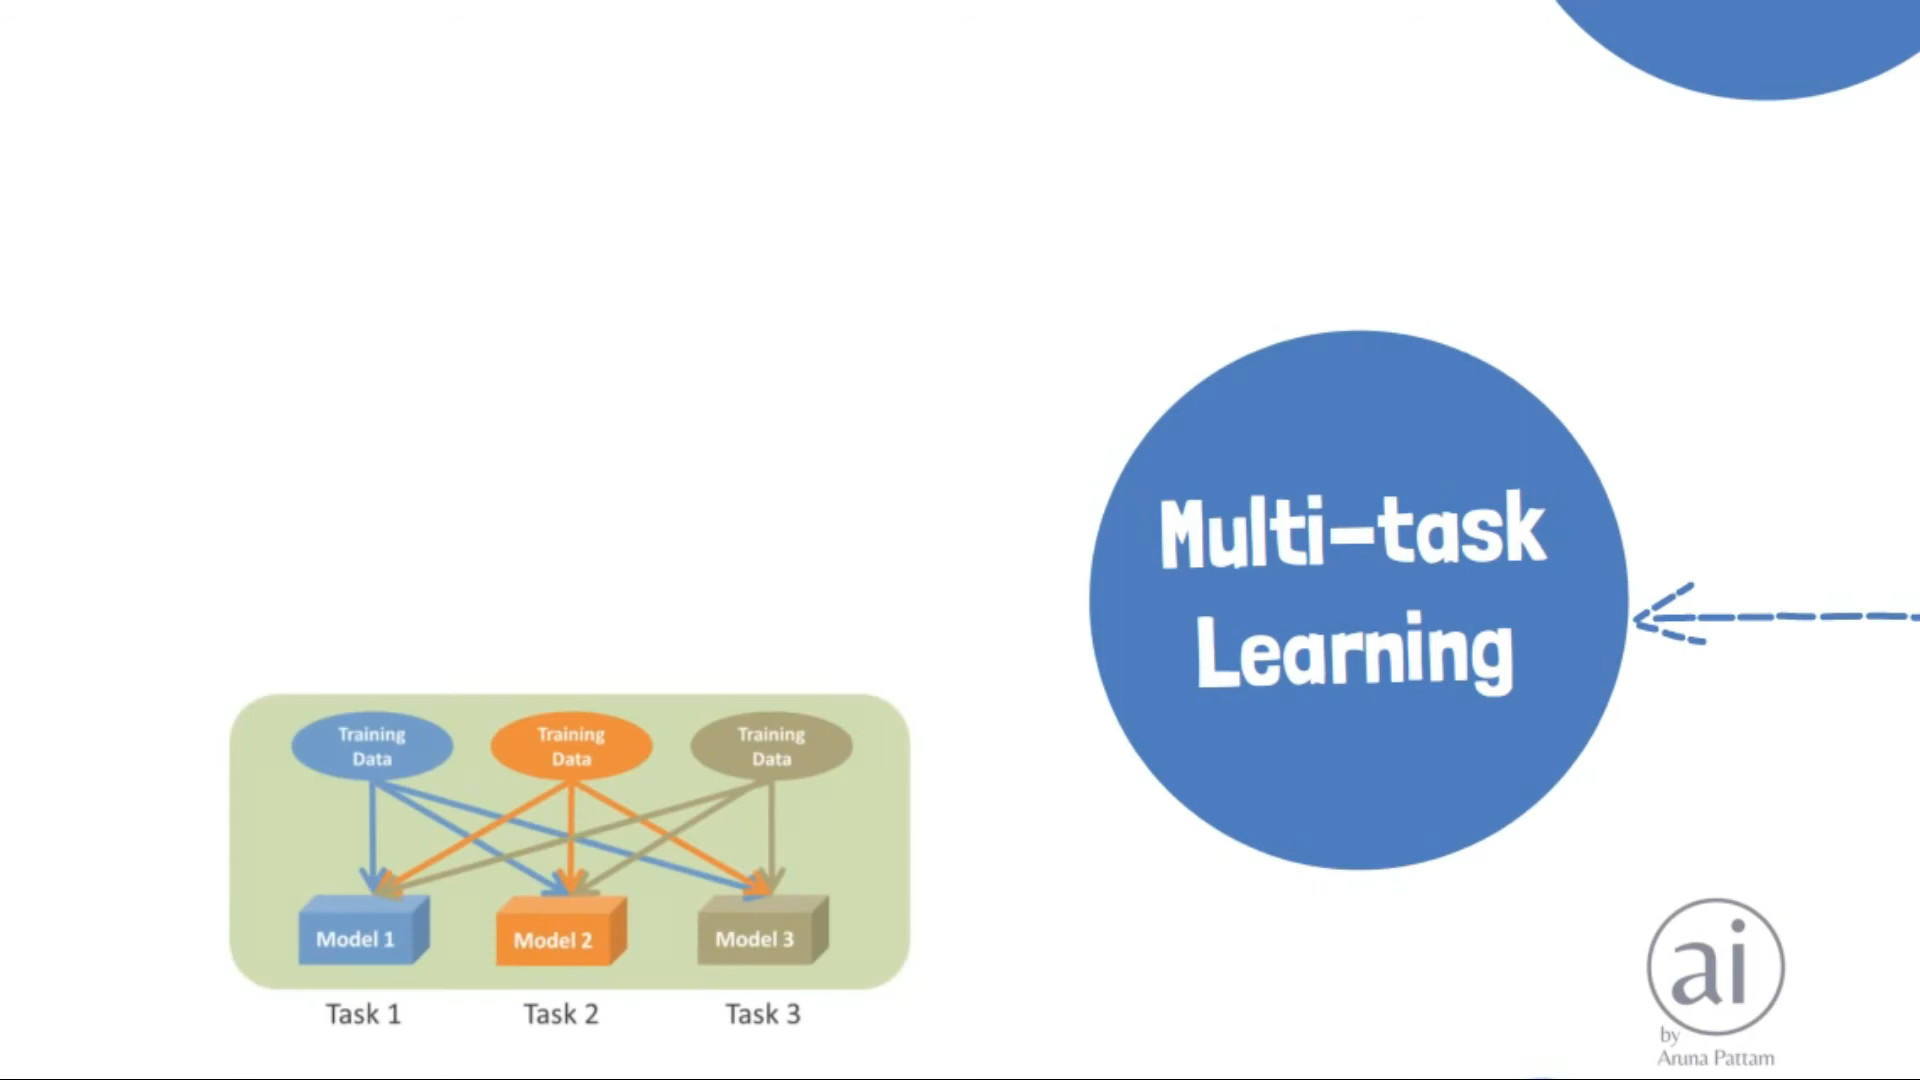 Multi-task
Learning
Training
Data
Training
Data
Training
Data
Model 1
Model 2
Model 3
Task 1
Task 2
Task 3
ai
by
Aruna Pattam